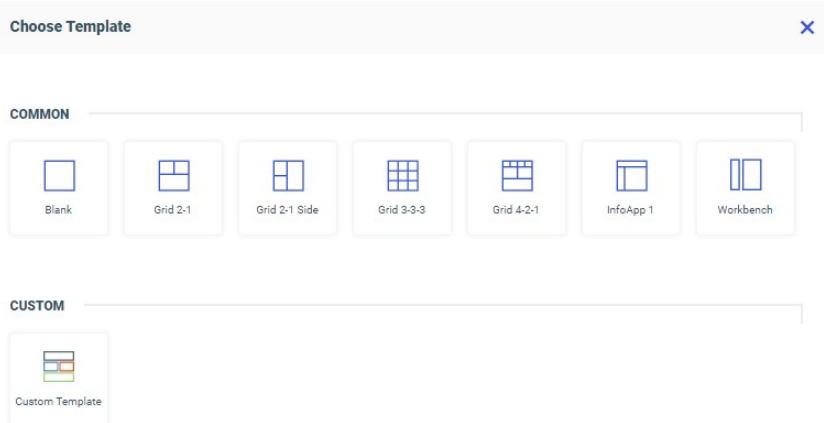 Choose Template
COMMON
Blank
Grid 2-1
Grid 2-1 Side
Grid 3-3-3
Grid 4-2-1
InfoApp 1
Workbench
CUSTOM
Custom Template